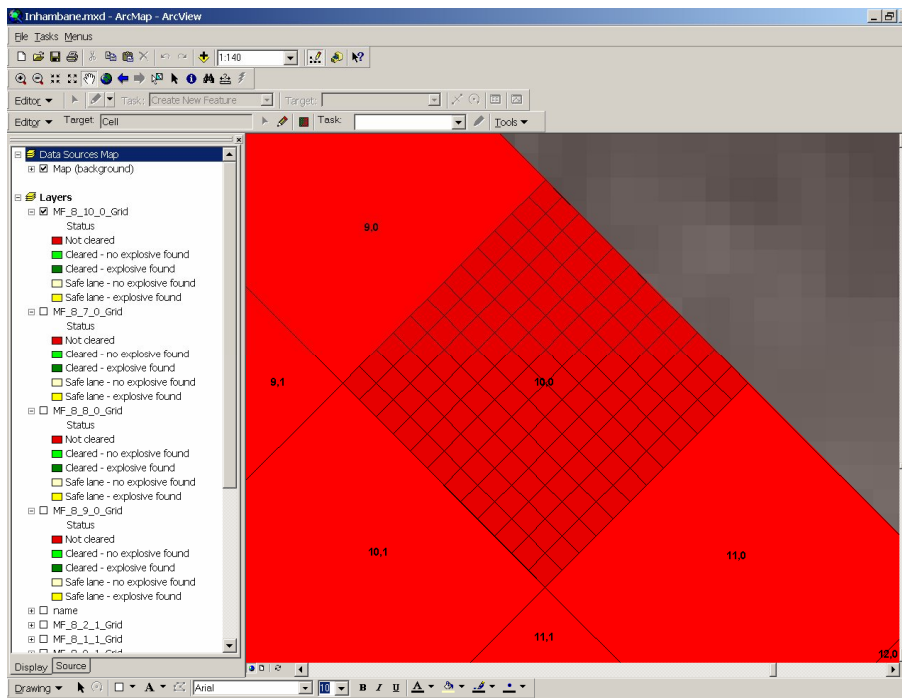 Inhambane.mxd - ArcMap - ArcView
File Tasks Menus
1:140
Editor Task: Create New Feature Target:
Editor Target: Cell Task: Tools
Data Sources Map
Map (background)
Layers
MF_8_10_0_Grid
Status
Not cleared
Cleared - no explosive found
Cleared - explosive found
Safe lane - no explosive found
Safe lane - explosive found
MF_8_7_0_Grid
Status
Not cleared
Cleared - no explosive found
Cleared - explosive found
Safe lane - no explosive found
Safe lane - explosive found
MF_8_8_0_Grid
Status
Not cleared
Cleared - no explosive found
Cleared - explosive found
Safe lane - no explosive found
Safe lane - explosive found
MF_8_9_0_Grid
Status
Not cleared
Cleared - no explosive found
Cleared - explosive found
Safe lane - no explosive found
Safe lane - explosive found
name
MF_8_2_1_Grid
MF_8_1_1_Grid
Display Source
9,0
9,1
10,0
10,1
11,0
11,1
12,0
Drawing A Arial 10 B I U A